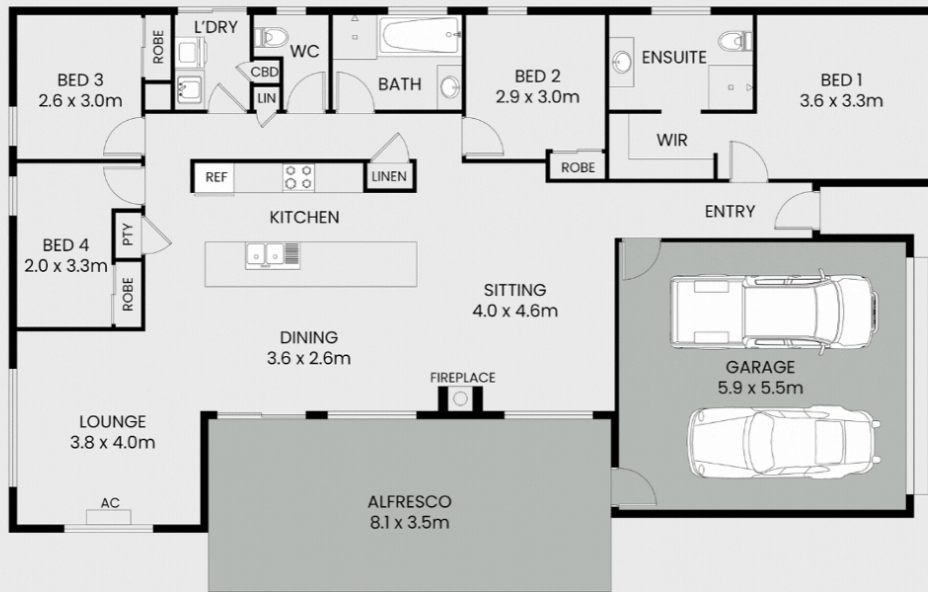 BED 3
2.6 x 3.0m
ROBE
L'DRY
CBD
LIN
WC
BATH
BED 2
2.9 x 3.0m
ROBE
ENSUITE
WIR
BED 1
3.6 x 3.3m
REF
LINEN
KITCHEN
ENTRY
BED 4
2.0 x 3.3m
PTY
ROBE
SITTING
4.0 x 4.6m
DINING
3.6 x 2.6m
FIREPLACE
GARAGE
5.9 x 5.5m
LOUNGE
3.8 x 4.0m
AC
ALFRESCO
8.1 x 3.5m